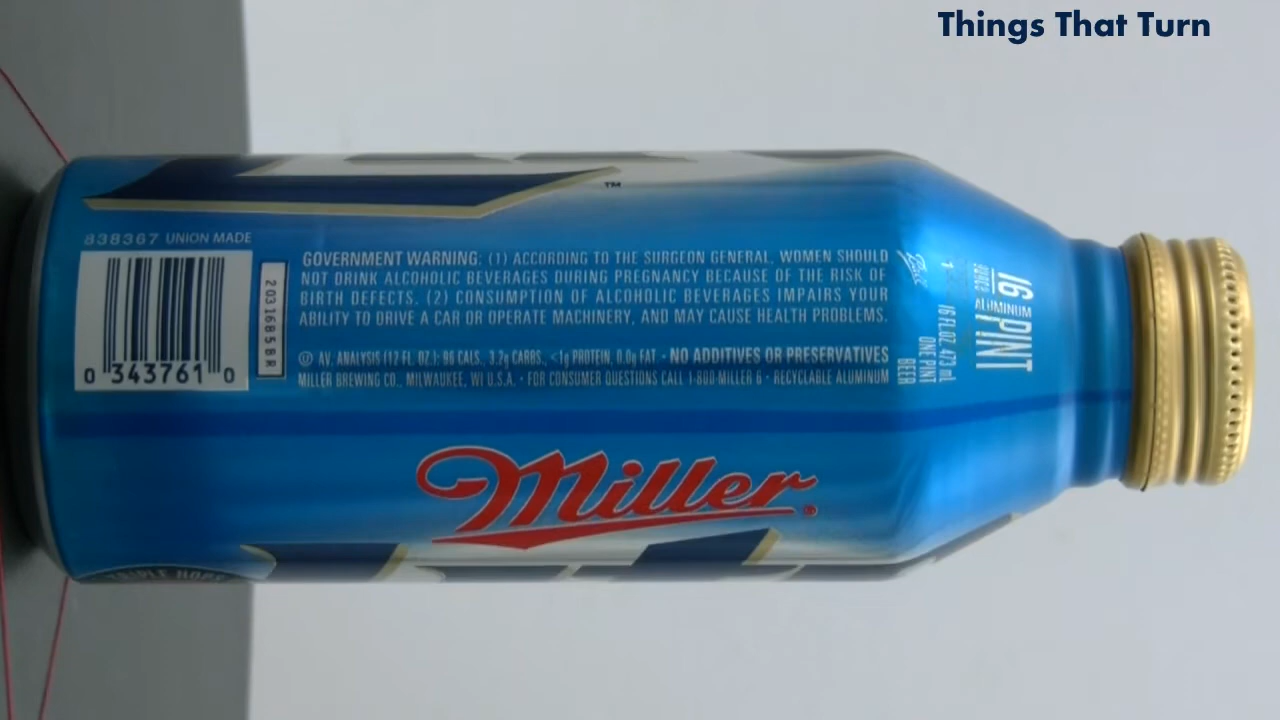 Things That Turn
™
838367 UNION MADE
0 343761 0
2031685BR
GOVERNMENT WARNING: (1) ACCORDING TO THE SURGEON GENERAL, WOMEN SHOULD
NOT DRINK ALCOHOLIC BEVERAGES DURING PREGNANCY BECAUSE OF THE RISK OF
BIRTH DEFECTS. (2) CONSUMPTION OF ALCOHOLIC BEVERAGES IMPAIRS YOUR
ABILITY TO DRIVE A CAR OR OPERATE MACHINERY, AND MAY CAUSE HEALTH PROBLEMS.
AV. ANALYSIS (12 FL. OZ.): 96 CALS, 3.2g CARBS, <1g PROTEIN, 0.0g FAT · NO ADDITIVES OR PRESERVATIVES
MILLER BREWING CO., MILWAUKEE, WI U.S.A. · FOR CONSUMER QUESTIONS CALL 1-800-MILLER 6 · RECYCLABLE ALUMINUM
16
ALUMINUM
PINT
16 FL. OZ. 473 mL
ONE PINT
BEER
Miller®
TRIPLE HOPS